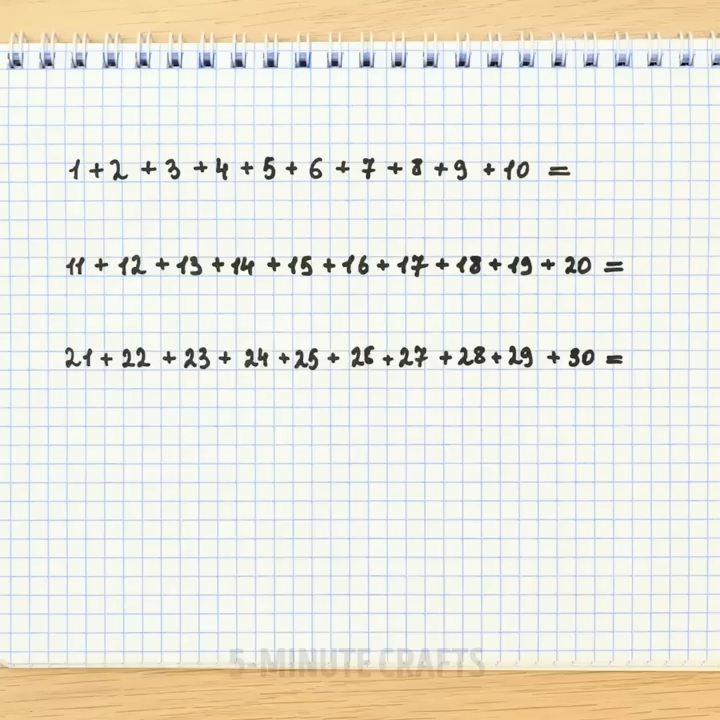 1 + 2 + 3 + 4 + 5 + 6 + 7 + 8 + 9 + 10 =
11 + 12 + 13 + 14 + 15 + 16 + 17 + 18 + 19 + 20 =
21 + 22 + 23 + 24 + 25 + 26 + 27 + 28 + 29 + 30 =
5-MINUTE CRAFTS